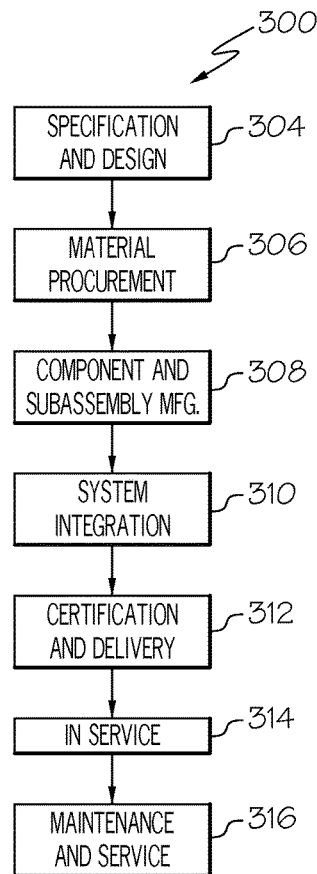 300
SPECIFICATION
AND DESIGN
304
MATERIAL
PROCUREMENT
306
COMPONENT AND
SUBASSEMBLY MFG.
308
SYSTEM
INTEGRATION
310
CERTIFICATION
AND DELIVERY
312
IN SERVICE
314
MAINTENANCE
AND SERVICE
316